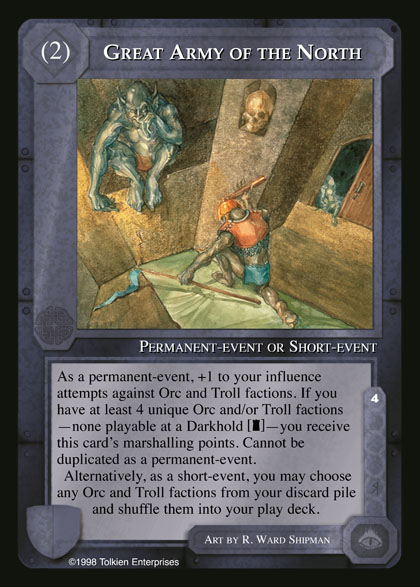 (2)
Great Army of the North
Permanent-event or Short-event
As a permanent-event, +1 to your influence
attempts against Orc and Troll factions. If you
have at least 4 unique Orc and/or Troll factions
—none playable at a Darkhold []—you receive
this card's marshalling points. Cannot be
duplicated as a permanent-event.
Alternatively, as a short-event, you may choose
any Orc and Troll factions from your discard pile
and shuffle them into your play deck.
4
Art by R. Ward Shipman
©1998 Tolkien Enterprises